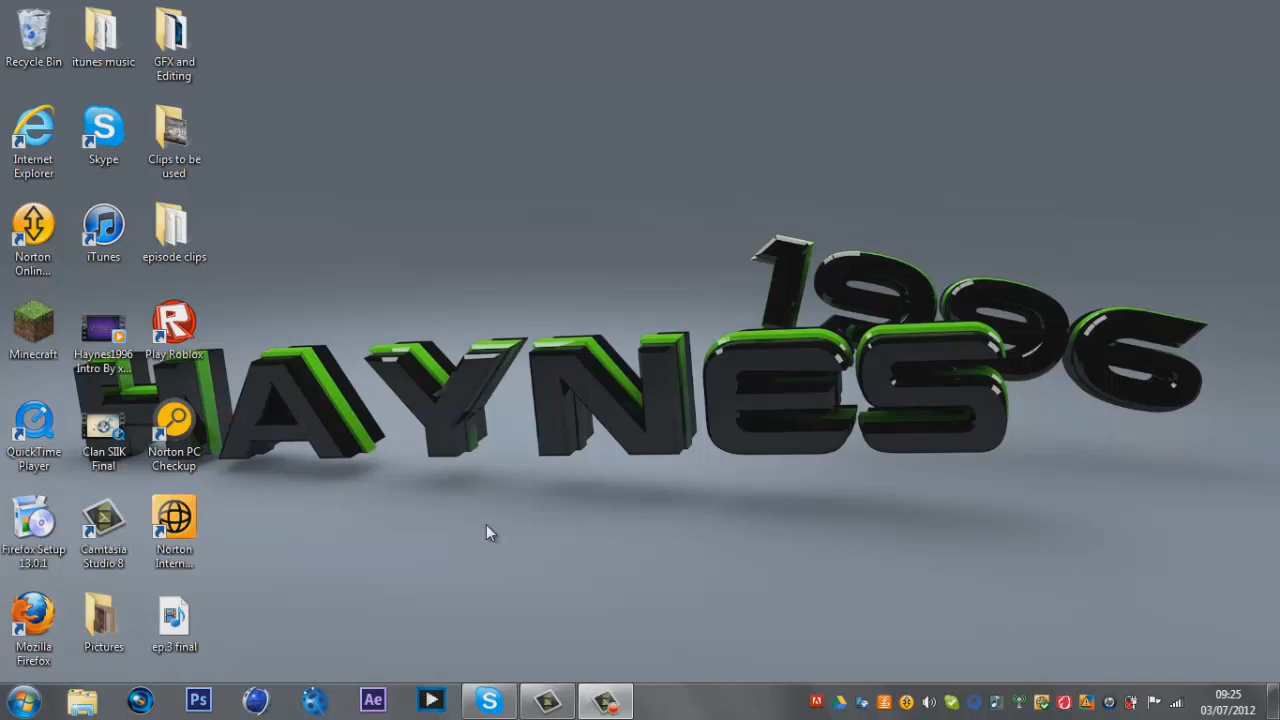 Recycle Bin
itunes music
GFX and
Editing
Internet
Explorer
Skype
Clips to be
used
Norton
Onlin...
iTunes
episode clips
Minecraft
Haynes1996
Intro By x...
Play Roblox
QuickTime
Player
Clan SIIK
Final
Norton PC
Checkup
Firefox Setup
13.0.1
Camtasia
Studio 8
Norton
Intern...
Mozilla
Firefox
Pictures
ep.3 final
1996
HAYNES
Ps
Ae
09:25
03/07/2012